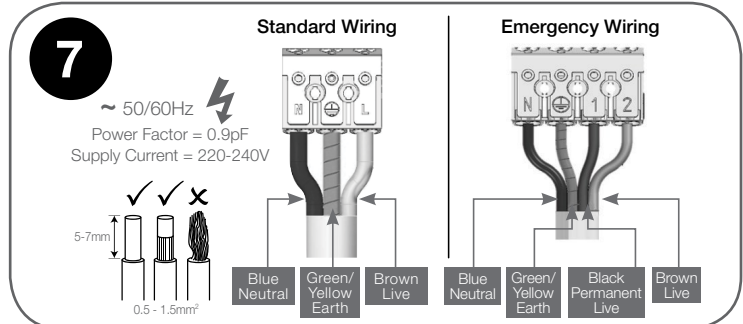 7
Standard Wiring
Emergency Wiring
~ 50/60Hz
Power Factor = 0.9pF
Supply Current = 220-240V
5-7mm
0.5 - 1.5mm²
N L
Blue
Neutral
Green/
Yellow
Earth
Brown
Live
N 1 2
Blue
Neutral
Green/
Yellow
Earth
Black
Permanent
Live
Brown
Live